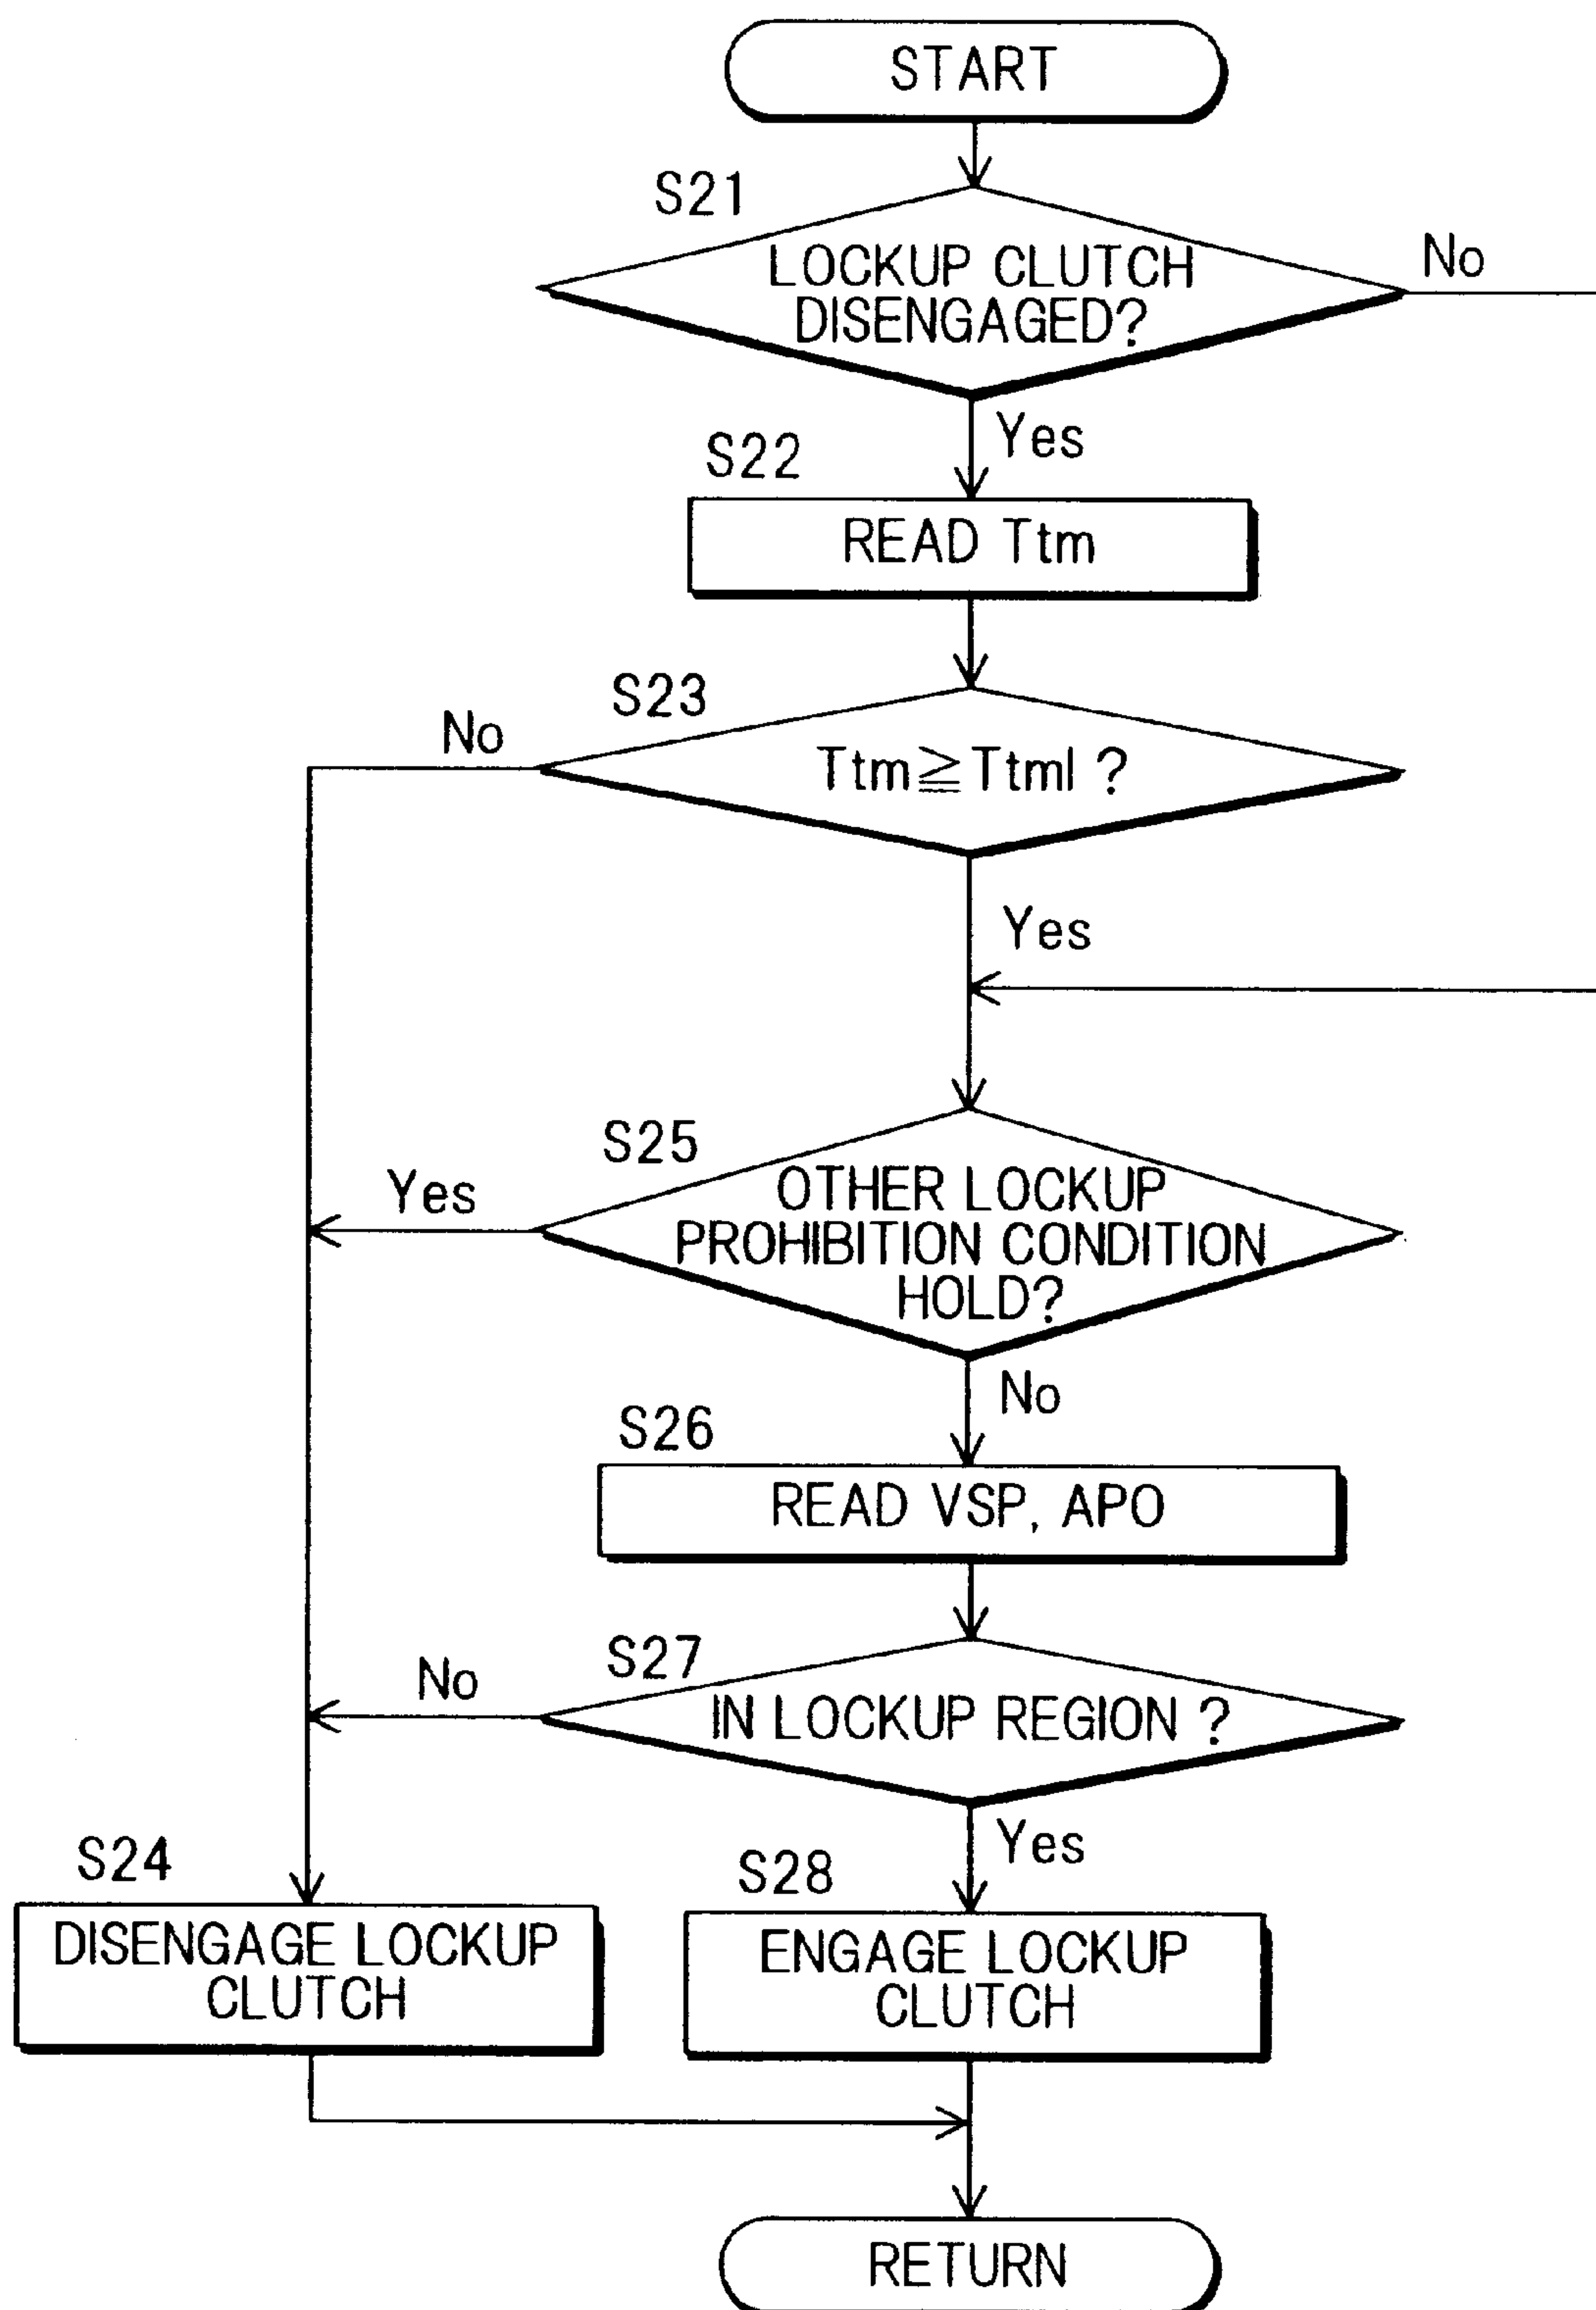 START
S21
LOCKUP CLUTCH
DISENGAGED?
No
Yes
S22
READ Ttm
S23
No
Ttm≧Ttml ?
Yes
S25
Yes
OTHER LOCKUP
PROHIBITION CONDITION
HOLD?
No
S26
READ VSP, APO
S27
No
IN LOCKUP REGION ?
Yes
S24
DISENGAGE LOCKUP
CLUTCH
S28
ENGAGE LOCKUP
CLUTCH
RETURN